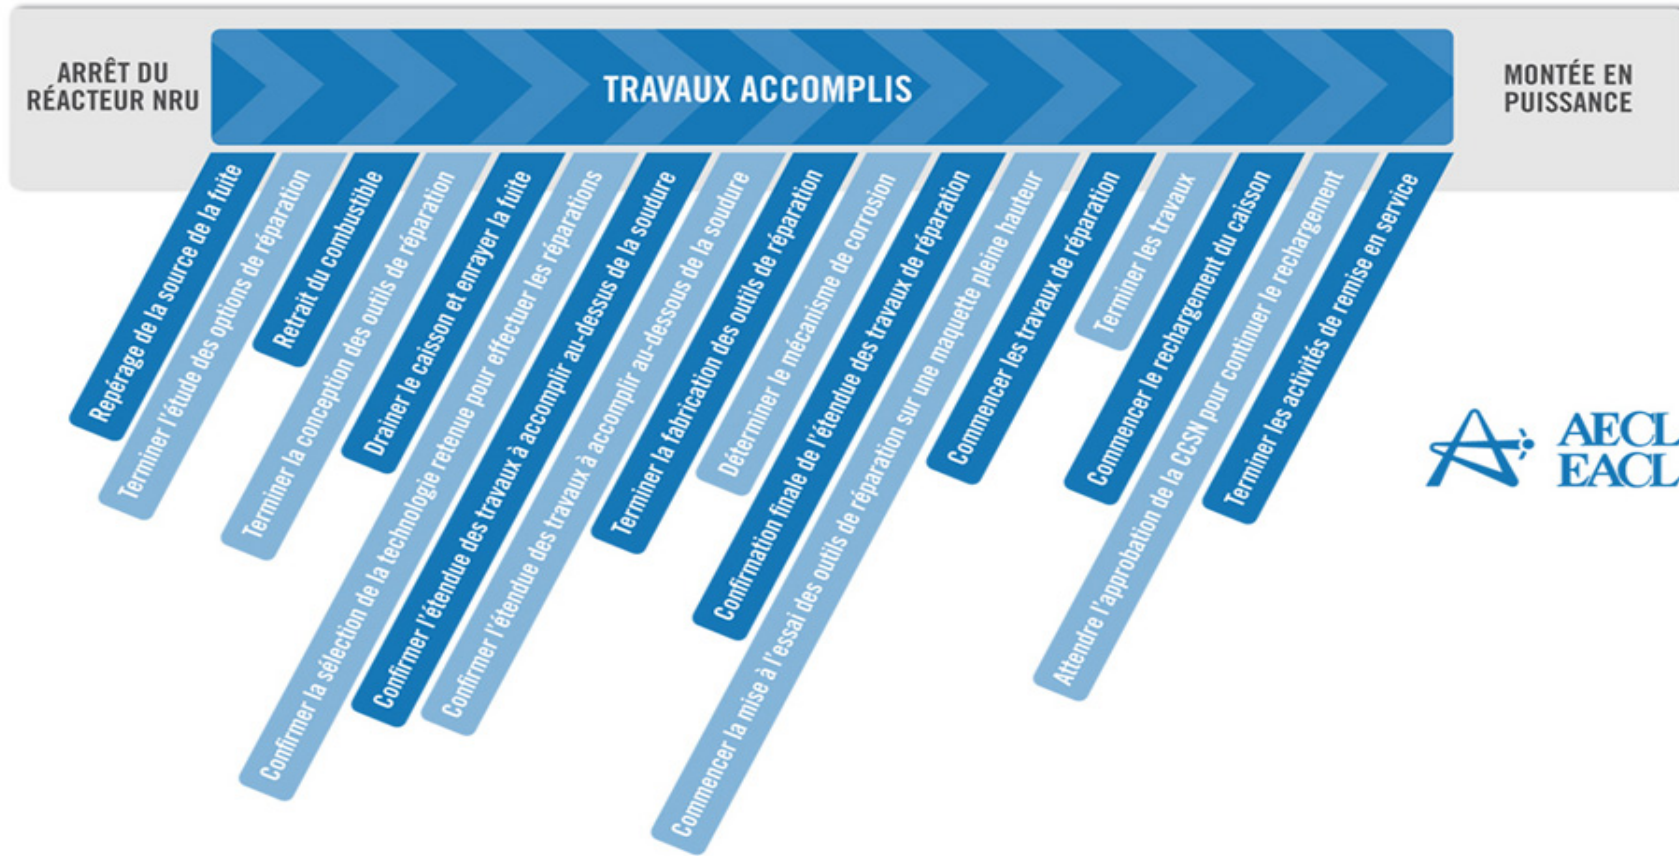 ARRÊT DU
RÉACTEUR NRU
TRAVAUX ACCOMPLIS
MONTÉE EN
PUISSANCE
Repérage de la source de la fuite
Terminer l'étude des options de réparation
Retrait du combustible
Terminer la conception des outils de réparation
Drainer le caisson et enrayer la fuite
Confirmer la sélection de la technologie retenue pour effectuer les réparations
Confirmer l'étendue des travaux à accomplir au-dessus de la soudure
Confirmer l'étendue des travaux à accomplir au-dessous de la soudure
Terminer la fabrication des outils de réparation
Déterminer le mécanisme de corrosion
Confirmation finale de l'étendue des travaux de réparation
Commencer la mise à l'essai des outils de réparation sur une maquette pleine hauteur
Commencer les travaux de réparation
Terminer les travaux
Commencer le rechargement du caisson
Attendre l'approbation de la CCSN pour continuer le rechargement
Terminer les activités de remise en service
AECL
EACL